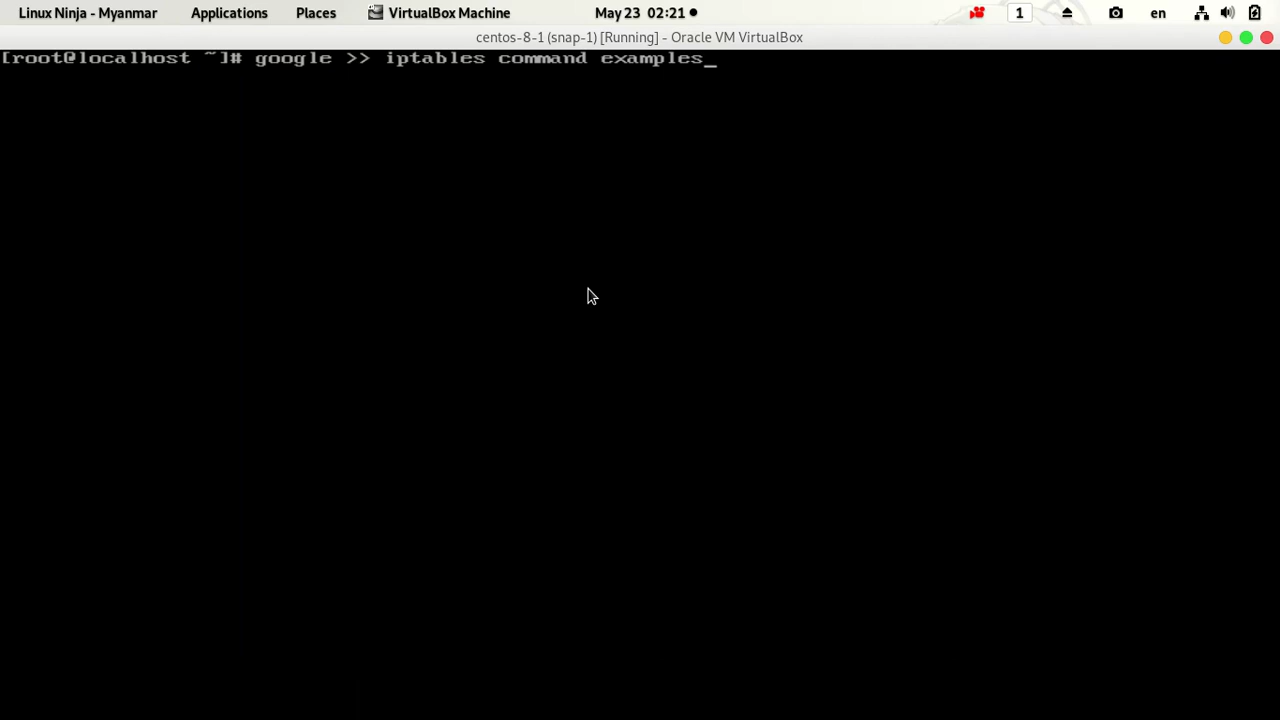 Linux Ninja - Myanmar Applications Places VirtualBox Machine May 23 02:21 1 en
centos-8-1 (snap-1) [Running] - Oracle VM VirtualBox
[root@localhost ~]# google >> iptables command examples_